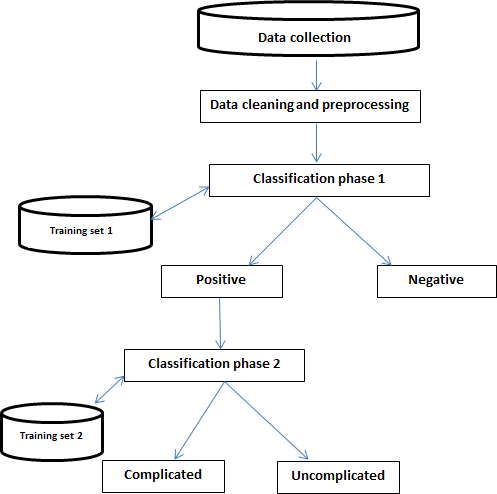 Data collection
Data cleaning and preprocessing
Classification phase 1
Training set 1
Positive
Negative
Classification phase 2
Training set 2
Complicated
Uncomplicated